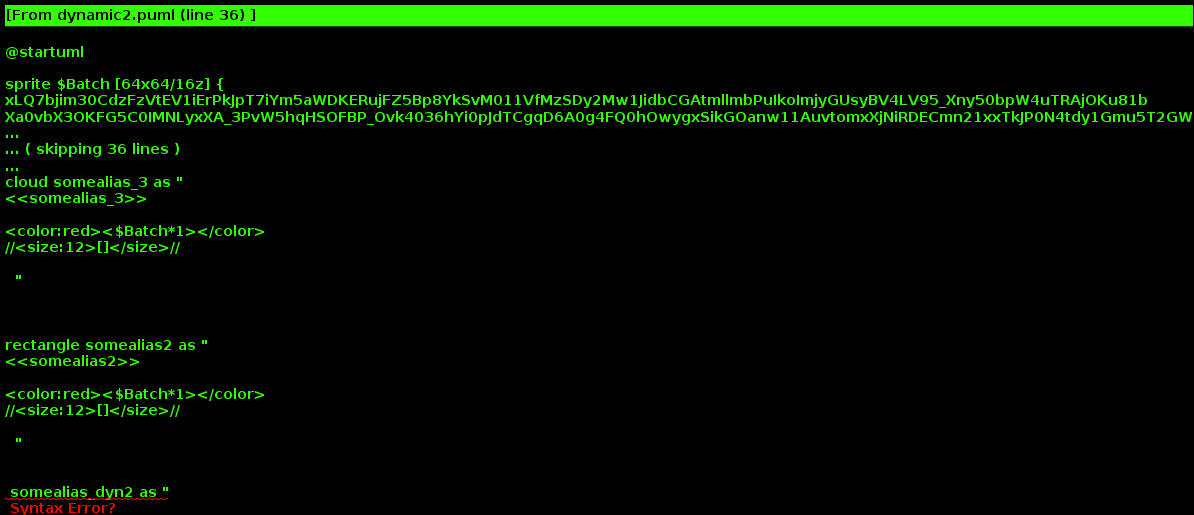 [From dynamic2.puml (line 36) ]
@startuml
sprite $Batch [64x64/16z] {
xLQ7bjim30CdzFzVtEV1iErPkJpT7iYm5aWDKERujFZ5Bp8YkSvM011VfMzSDy2Mw1JidbCGAtmllmbPuIkoImjyGUsyBV4LV95_Xny50bpW4uTRAjOKu81b
Xa0vbX3OKFG5C0IMNLyxXA_3PvW5hqHSOFBP_Ovk4036hYi0pJdTCgqD6A0g4FQ0hOwygxSikGOanw11AuvtomxXjNiRDECmn21xxTkJP0N4tdy1Gmu5T2GW
...
... ( skipping 36 lines )
...
cloud somealias_3 as "
<<somealias_3>>
<color:red><$Batch*1></color>
//<size:12>[]</size>//
"
rectangle somealias2 as "
<<somealias2>>
<color:red><$Batch*1></color>
//<size:12>[]</size>//
"
somealias_dyn2 as "
Syntax Error?